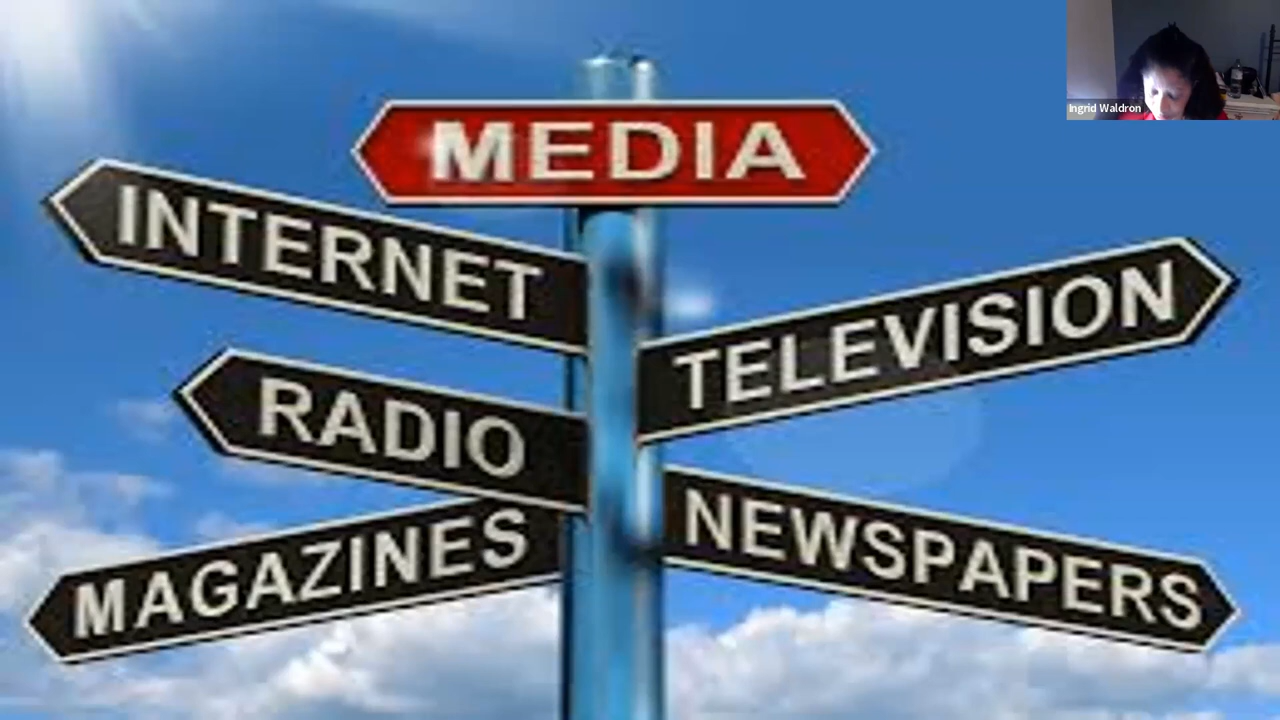 Ingrid Waldron
MEDIA
INTERNET
TELEVISION
RADIO
NEWSPAPERS
MAGAZINES